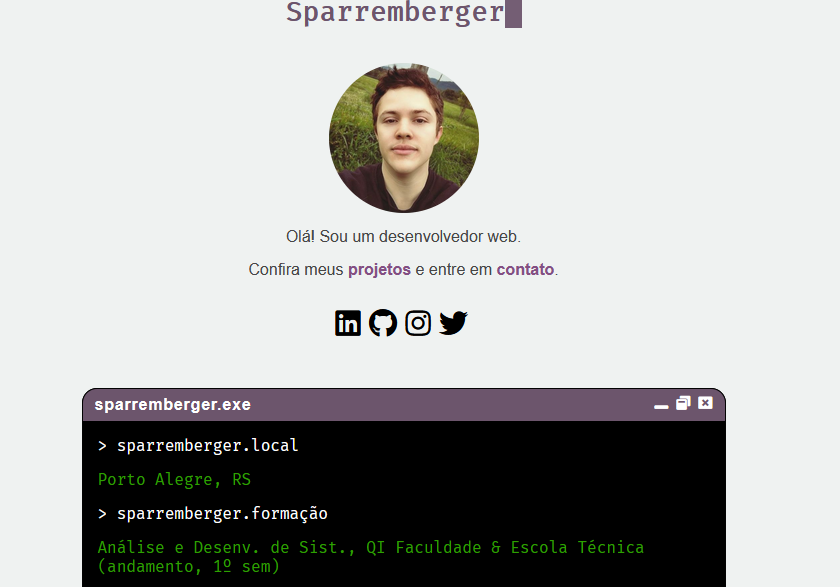 Sparremberger
Olá! Sou um desenvolvedor web.
Confira meus projetos e entre em contato.
in
sparremberger.exe
> sparremberger.local
Porto Alegre, RS
> sparremberger.formação
Análise e Desenv. de Sist., QI Faculdade & Escola Técnica
(andamento, 1º sem)